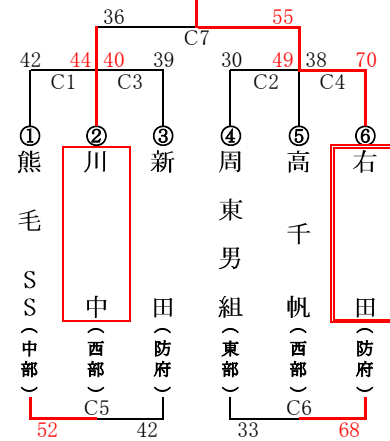 36 55
C7
42 44 40 39 30 49 38 70
C1 C3 C2 C4
① ② ③ ④ ⑤ ⑥
熊毛SS(中部)
川中(西部)
新田(防府)
周東男組(東部)
高千帆(西部)
右田(防府)
C5 C6
52 42 33 68